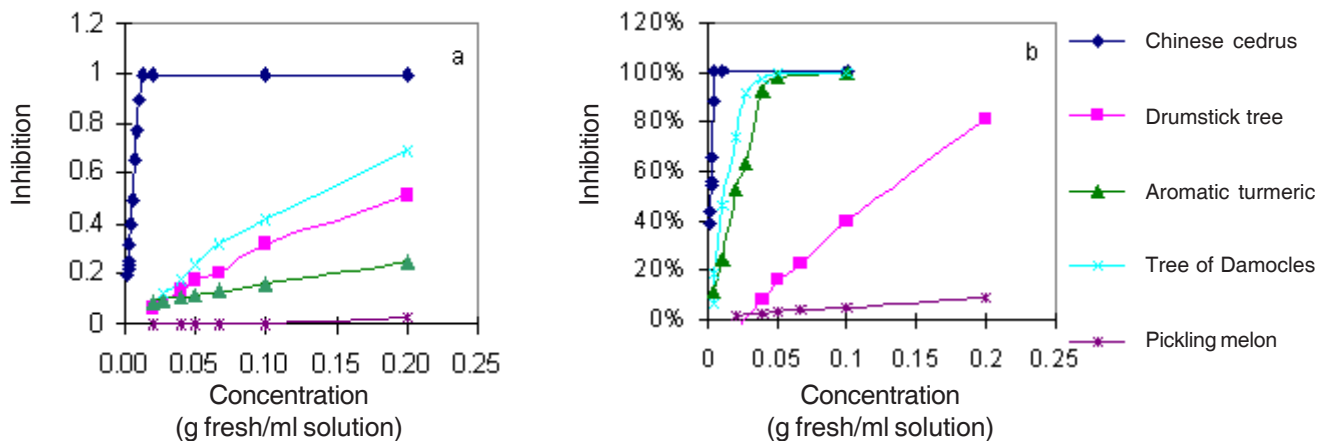 1.2
1
0.8
0.6
0.4
0.2
0
Inhibition
a
0.00
0.05
0.10
0.15
0.20
0.25
Concentration
(g fresh/ml solution)
120%
100%
80%
60%
40%
20%
0%
Inhibition
b
0
0.05
0.1
0.15
0.2
0.25
Concentration
(g fresh/ml solution)
Chinese cedrus
Drumstick tree
Aromatic turmeric
Tree of Damocles
Pickling melon